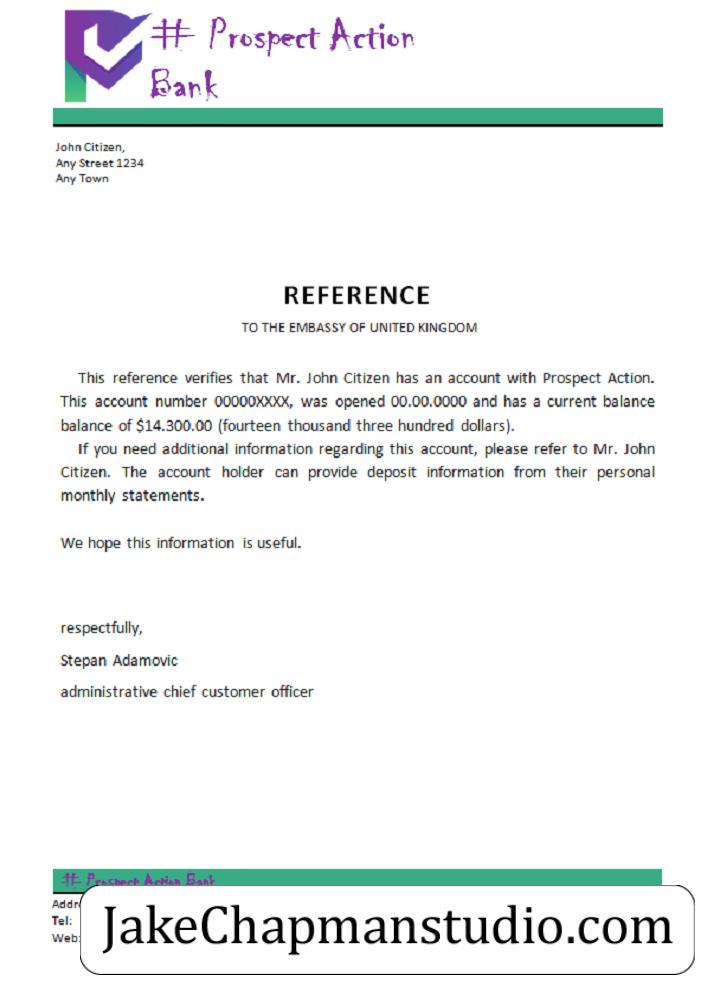 # Prospect Action
Bank
John Citizen,
Any Street 1234
Any Town
REFERENCE
TO THE EMBASSY OF UNITED KINGDOM
This reference verifies that Mr. John Citizen has an account with Prospect Action.
This account number 00000XXXX, was opened 00.00.0000 and has a current balance
balance of $14.300.00 (fourteen thousand three hundred dollars).
If you need additional information regarding this account, please refer to Mr. John
Citizen. The account holder can provide deposit information from their personal
monthly statements.
We hope this information is useful.
respectfully,
Stepan Adamovic
administrative chief customer officer
# Prospect Action Bank
Tel:
Web:
JakeChapmanstudio.com